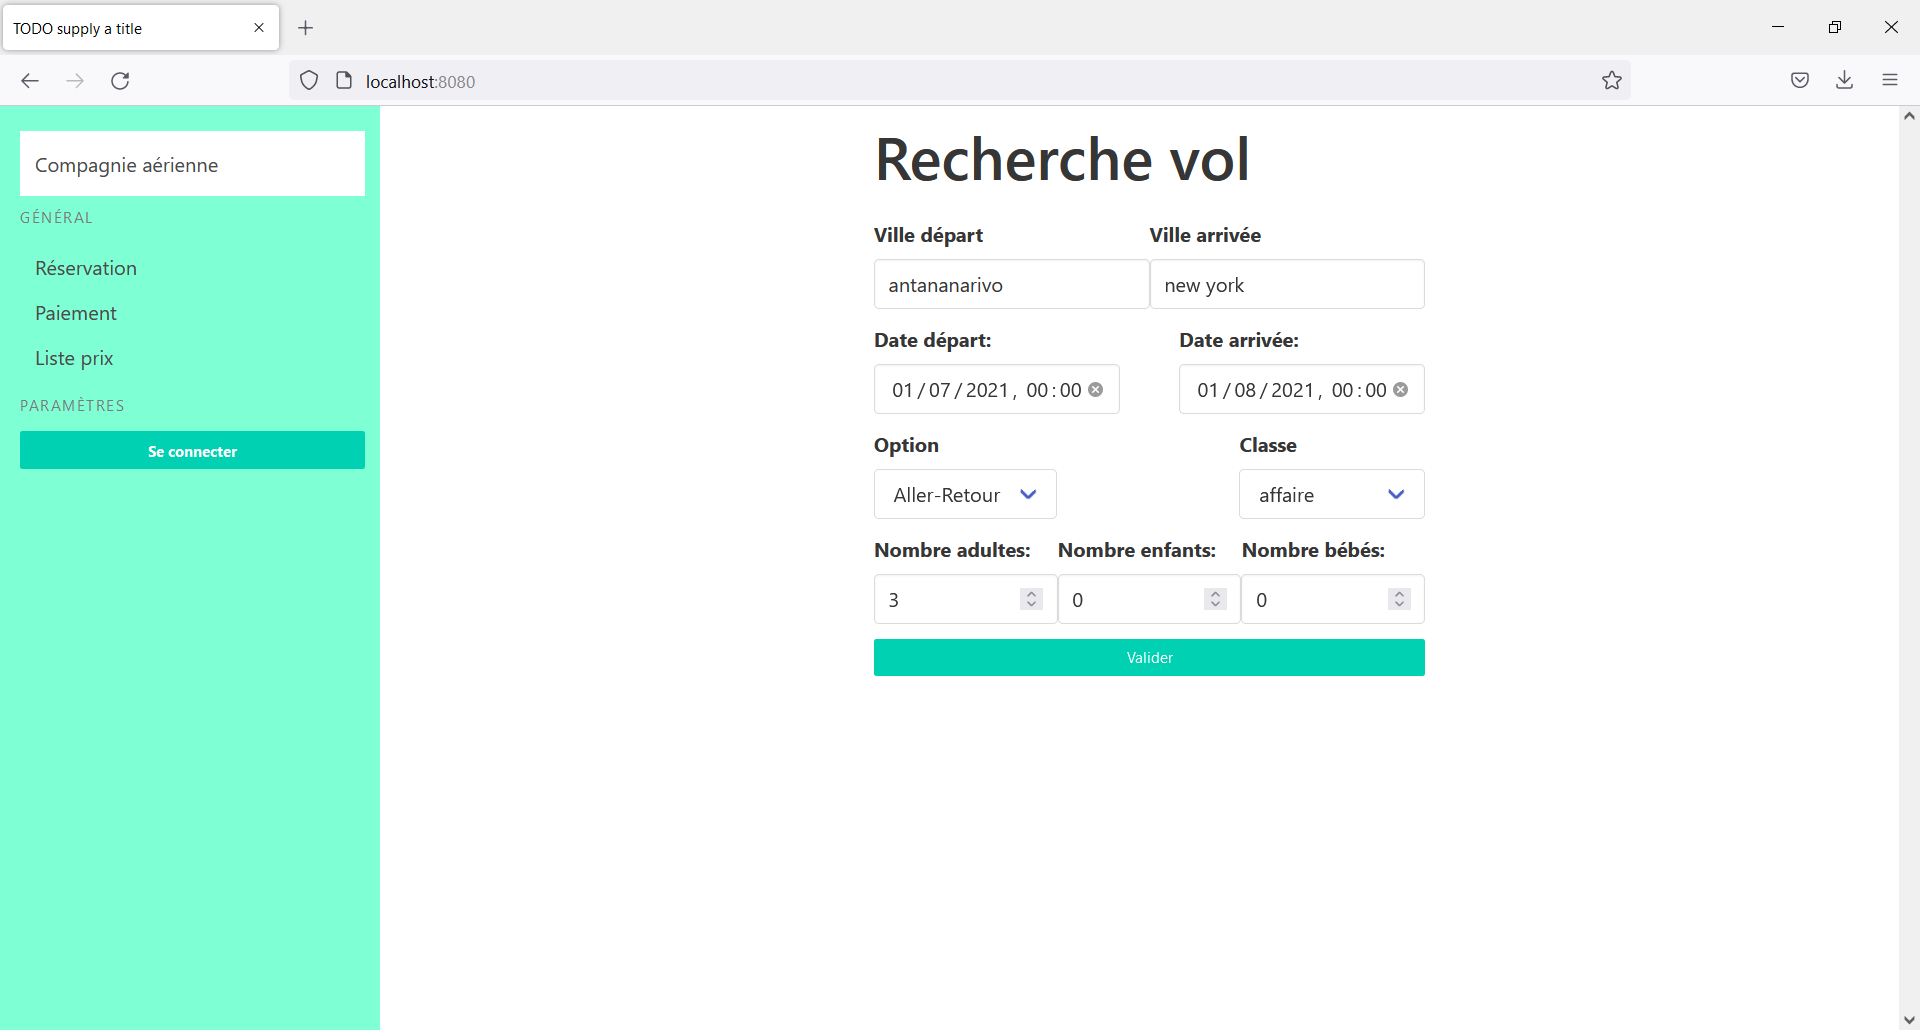 TODO supply a title
localhost:8080
Compagnie aérienne
GÉNÉRAL
Réservation
Paiement
Liste prix
PARAMÈTRES
Se connecter
Recherche vol
Ville départ Ville arrivée
antananarivo new york
Date départ: Date arrivée:
01/07/2021, 00:00 01/08/2021, 00:00
Option Classe
Aller-Retour affaire
Nombre adultes: Nombre enfants: Nombre bébés:
3 0 0
Valider